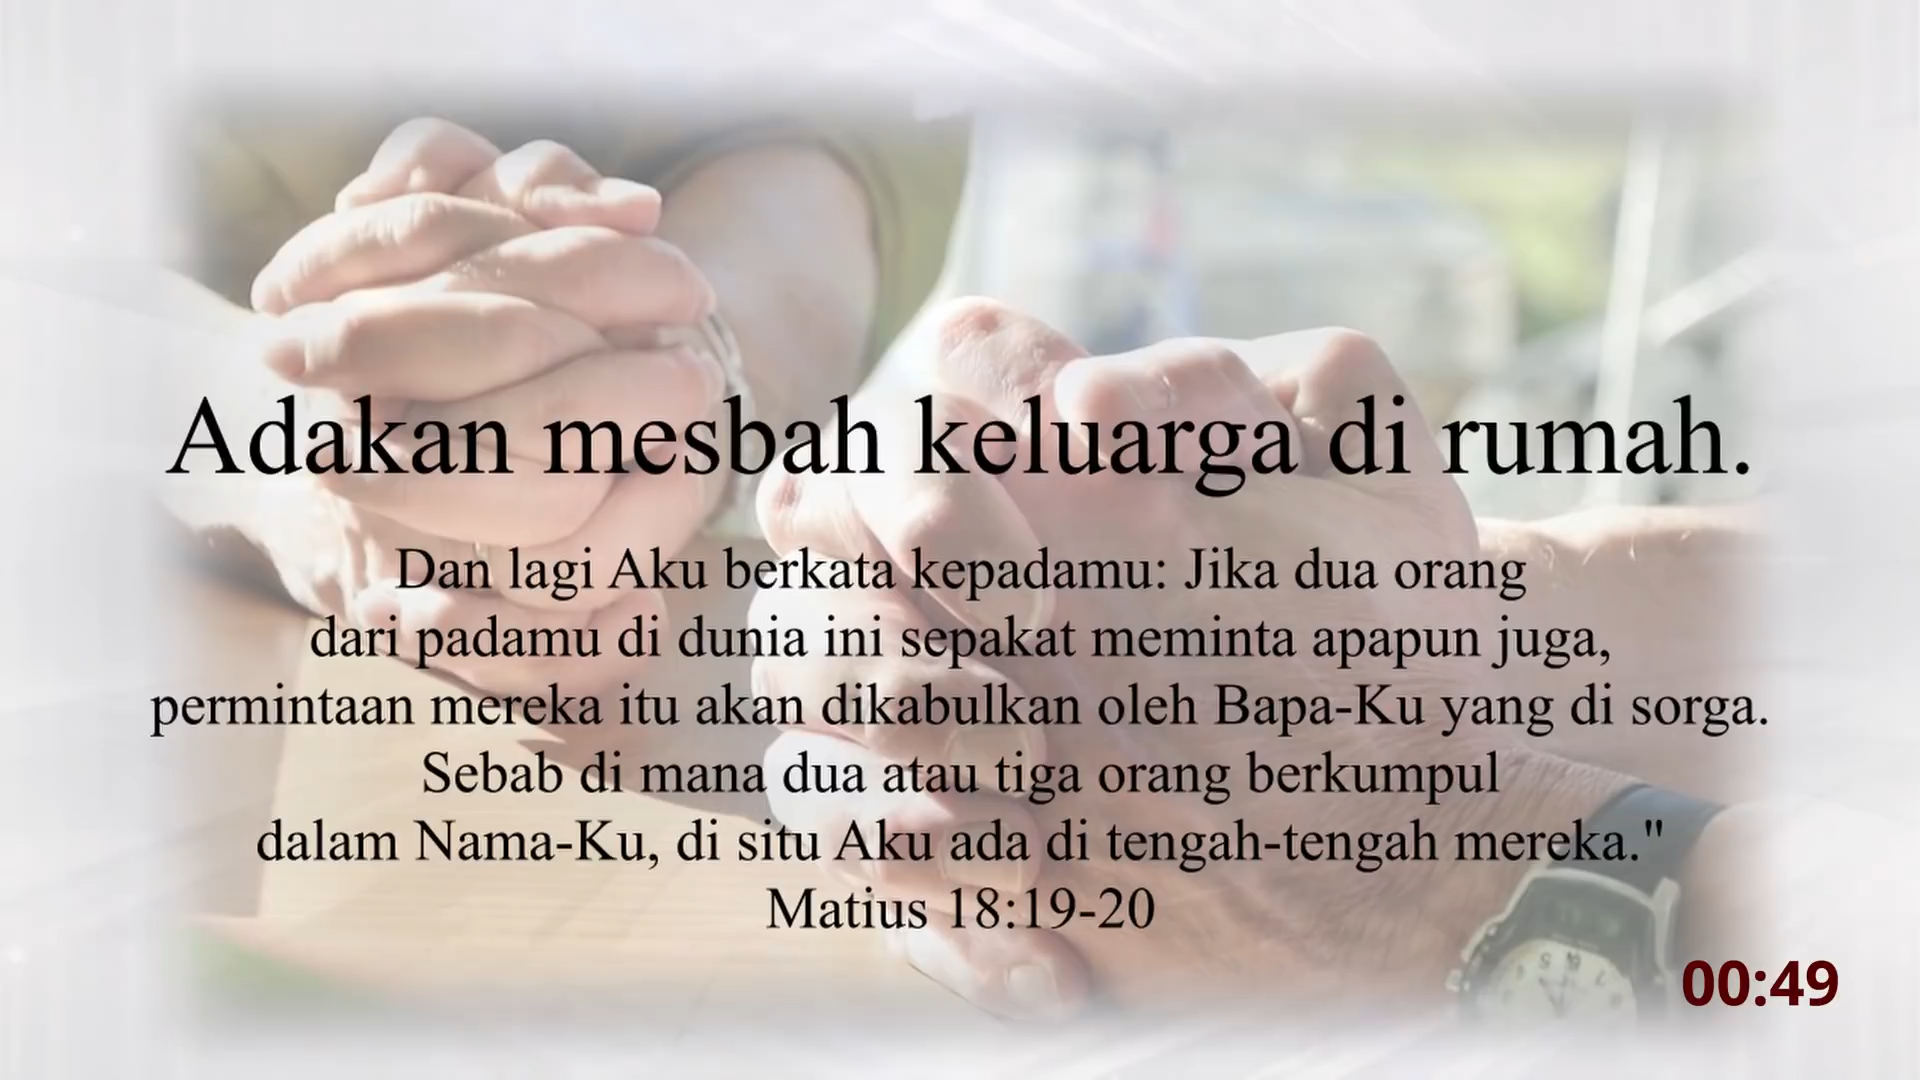 Adakan mesbah keluarga di rumah.
Dan lagi Aku berkata kepadamu: Jika dua orang
dari padamu di dunia ini sepakat meminta apapun juga,
permintaan mereka itu akan dikabulkan oleh Bapa-Ku yang di sorga.
Sebab di mana dua atau tiga orang berkumpul
dalam Nama-Ku, di situ Aku ada di tengah-tengah mereka."
Matius 18:19-20
00:49